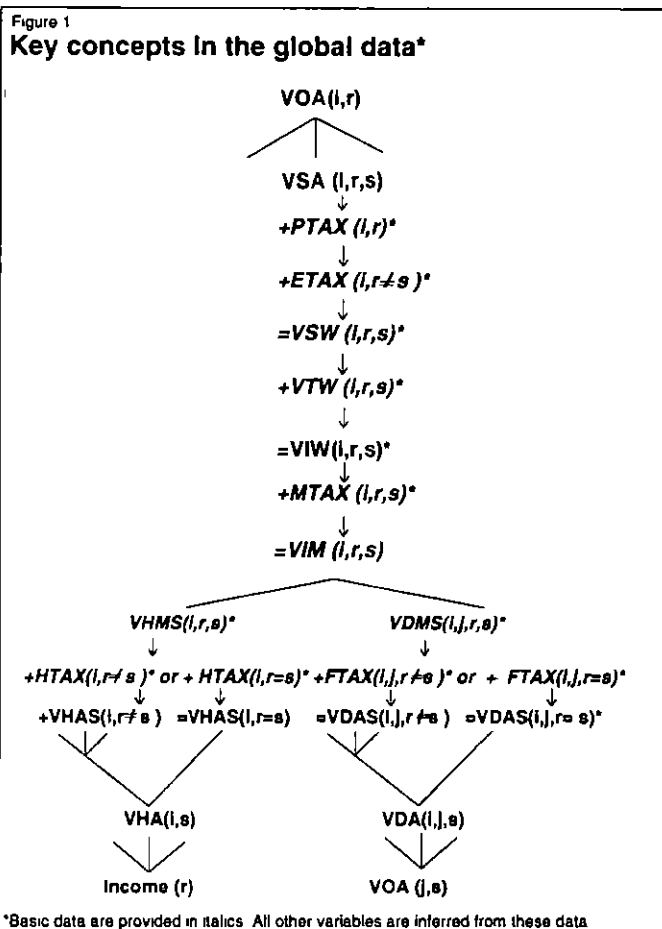 Figure 1
Key concepts in the global data*
VOA(i,r)
VSA (i,r,s)
+PTAX (i,r)*
+ETAX (i,r≠s )*
=VSW (i,r,s)*
+VTW (i,r,s)*
=VIW(i,r,s)*
+MTAX (i,r,s)*
=VIM (i,r,s)
VHMS(i,r,s)* VDMS(i,j,r,s)*
+HTAX(i,r≠s )* or + HTAX(i,r=s)* +FTAX(i,j,r≠s)* or + FTAX(i,j,r=s)*
+VHAS(i,r≠s ) =VHAS(i,r=s) =VDAS(i,j,r≠s ) =VDAS(i,j,r= s)*
VHA(i,s) VDA(i,j,s)
Income (r) VOA (j,s)
*Basic data are provided in italics All other variables are inferred from these data